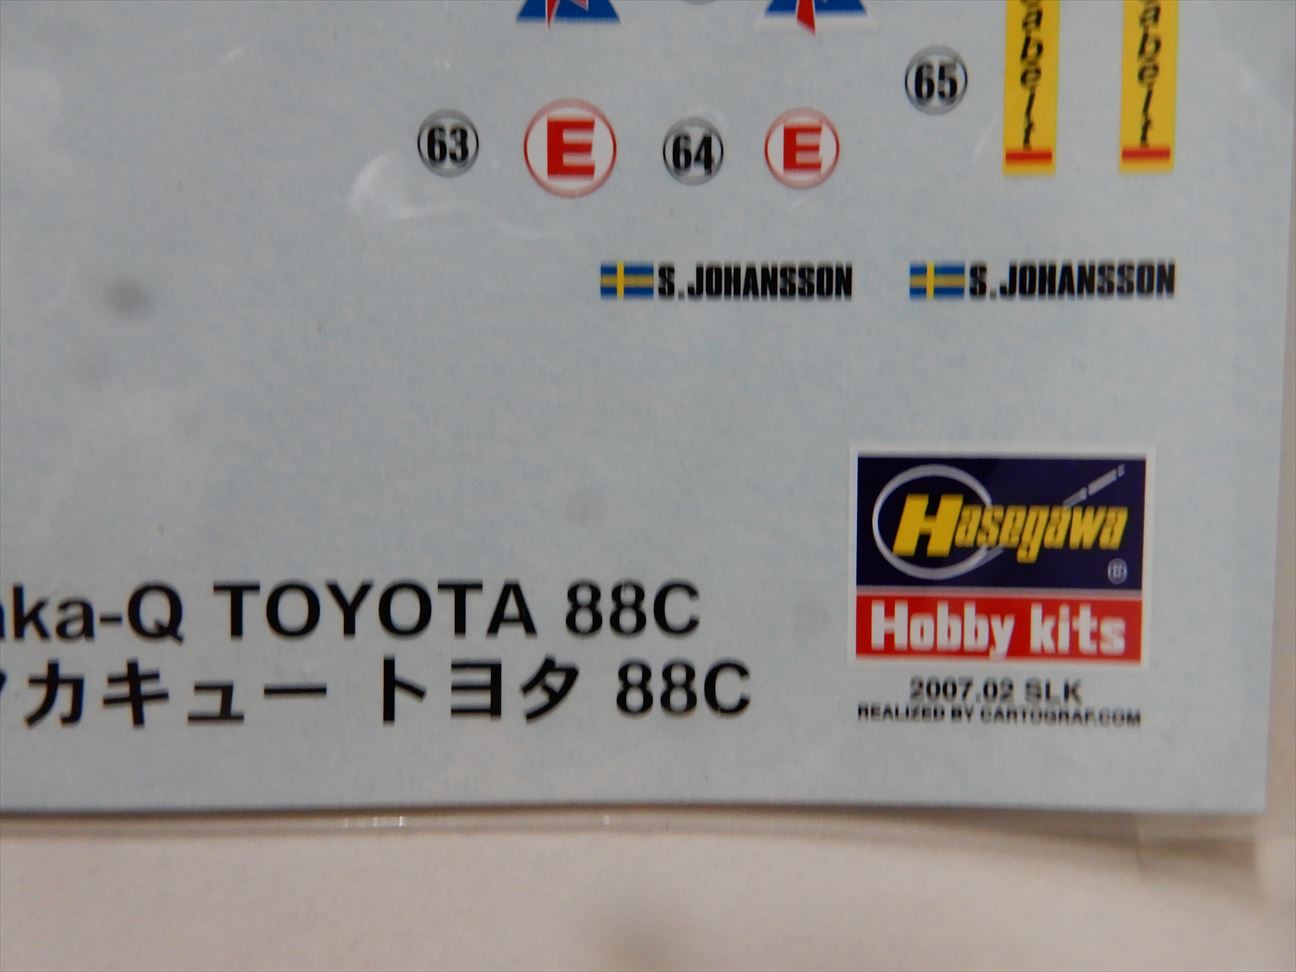 65
63 E 64 E
S.JOHANSSON S.JOHANSSON
Hasegawa
Hobby kits
aka-Q TOYOTA 88C
タカキュー トヨタ 88C
2007.02 SLK
REALIZED BY CARTOGRAF.COM